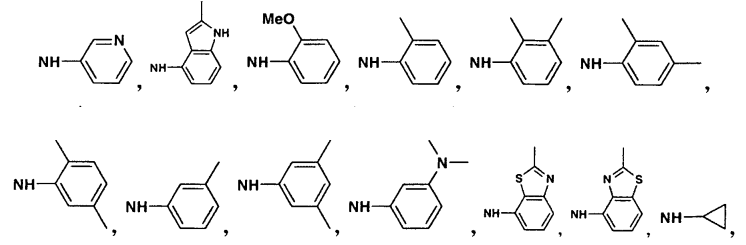 MeO
N NH
NH , NH , NH , NH , NH , NH ,
N
S N N S
NH , NH , NH , NH , NH , NH , NH ,